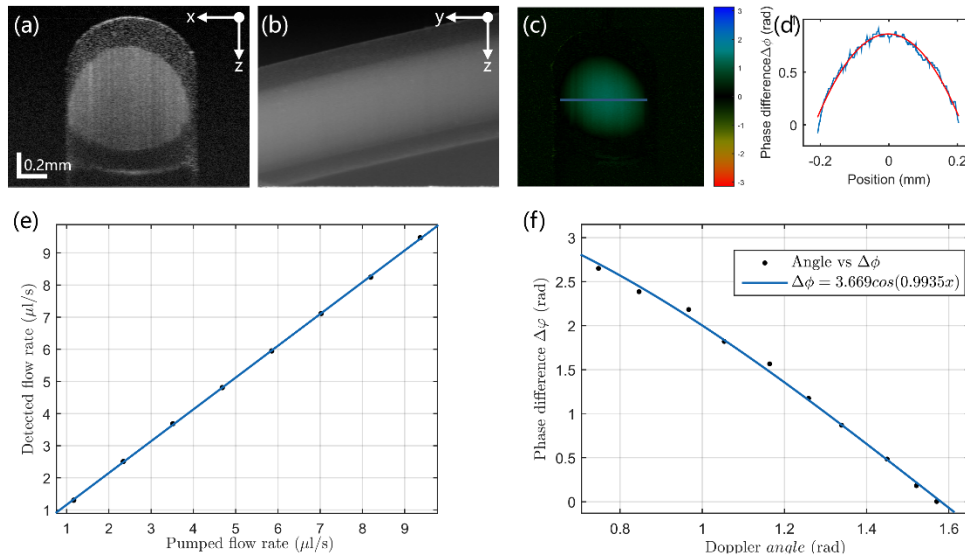 (a)
x
z
0.2mm
(b)
y
z
(c)
3
2
1
0
-1
-2
-3
(d)
Phase difference Δϕ (rad)
1
0.5
0
-0.2
0
0.2
Position (mm)
(e)
Detected flow rate (μl/s)
9
8
7
6
5
4
3
2
1
1 2 3 4 5 6 7 8 9
Pumped flow rate (μl/s)
(f)
Phase difference Δφ (rad)
3
2.5
2
1.5
1
0.5
0
Angle vs Δϕ
Δϕ = 3.669cos(0.9935x)
0.8 1 1.2 1.4 1.6
Doppler angle (rad)